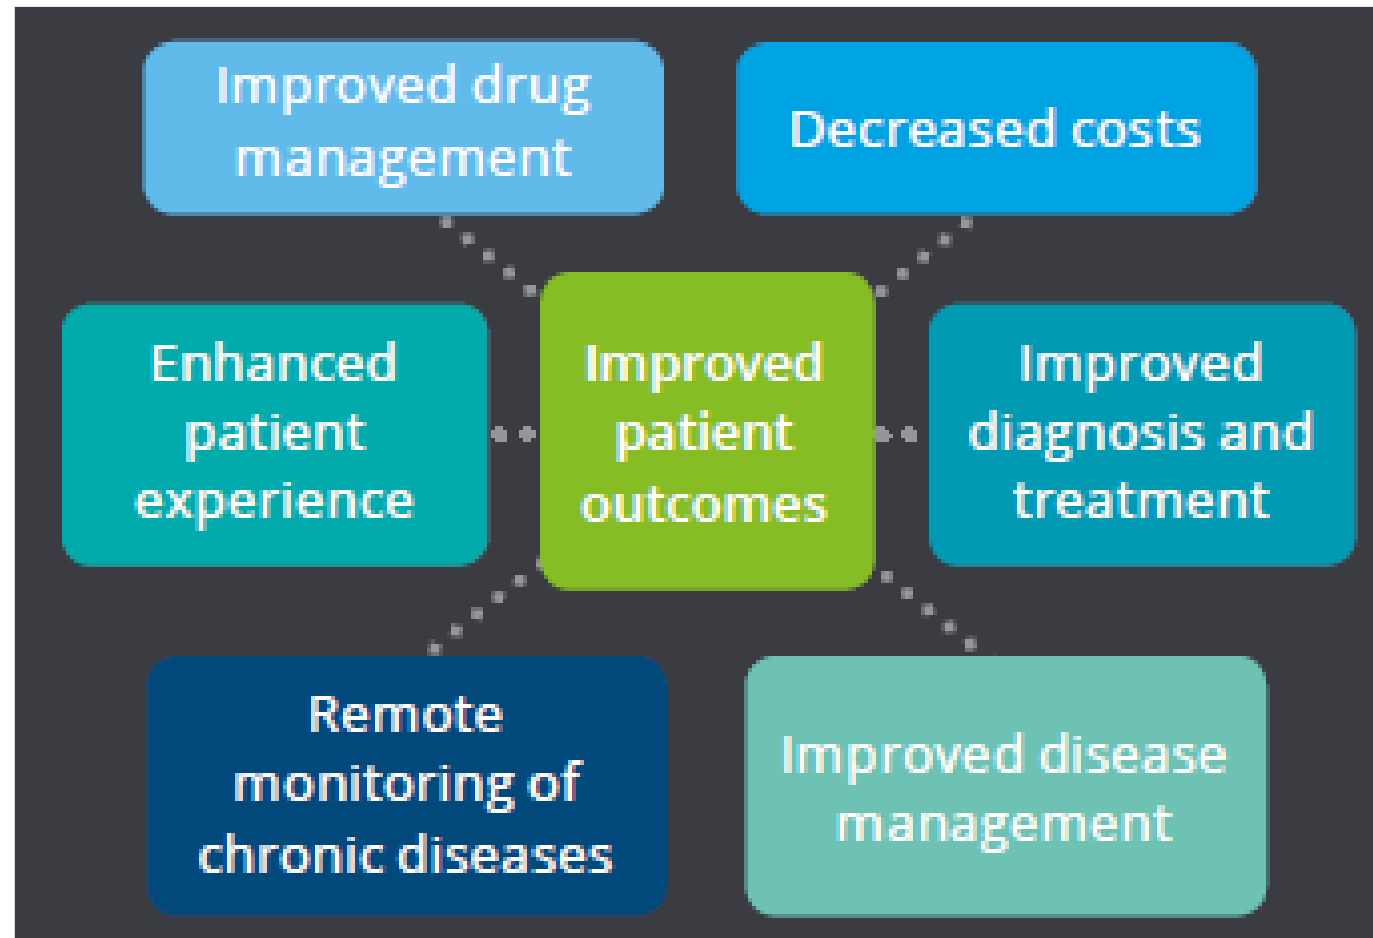 Improved drug
management
Decreased costs
Enhanced
patient
experience
Improved
patient
outcomes
Improved
diagnosis and
treatment
Remote
monitoring of
chronic diseases
Improved disease
management